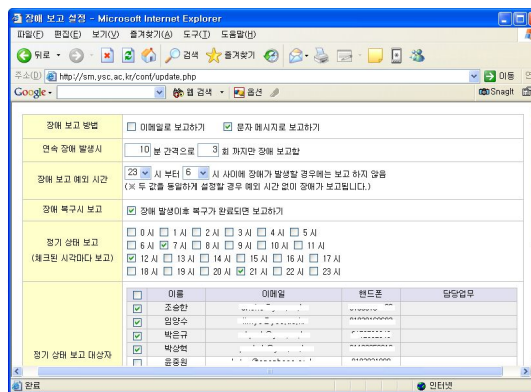 장애 보고 설정 - Microsoft Internet Explorer
파일(F) 편집(E) 보기(V) 즐겨찾기(A) 도구(T) 도움말(H)
뒤로 검색 즐겨찾기
주소(D) http://sm.ysc.ac.kr/conf/update.php 이동
Google 웹 검색 옵션 SnagIt
장애 보고 방법 이메일로 보고하기 문자 메시지로 보고하기
연속 장애 발생시 10 분 간격으로 3 회 까지만 장애 보고함
장애 보고 예외 시간 23 시 부터 6 시 사이에 장애가 발생할 경우에는 보고 하지 않음
(※ 두 값을 동일하게 설정할 경우 예외 시간 없이 장애가 보고됩니다.)
장애 복구시 보고 장애 발생이후 복구가 완료되면 보고하기
정기 상태 보고
(체크된 시각마다 보고)
0 시 1 시 2 시 3 시 4 시 5 시
6 시 7 시 8 시 9 시 10 시 11 시
12 시 13 시 14 시 15 시 16 시 17 시
18 시 19 시 20 시 21 시 22 시 23 시
정기 상태 보고 대상자
이름 이메일 핸드폰 담당업무
조승한
임양수
박은규
박상혁
윤중원
완료 인터넷